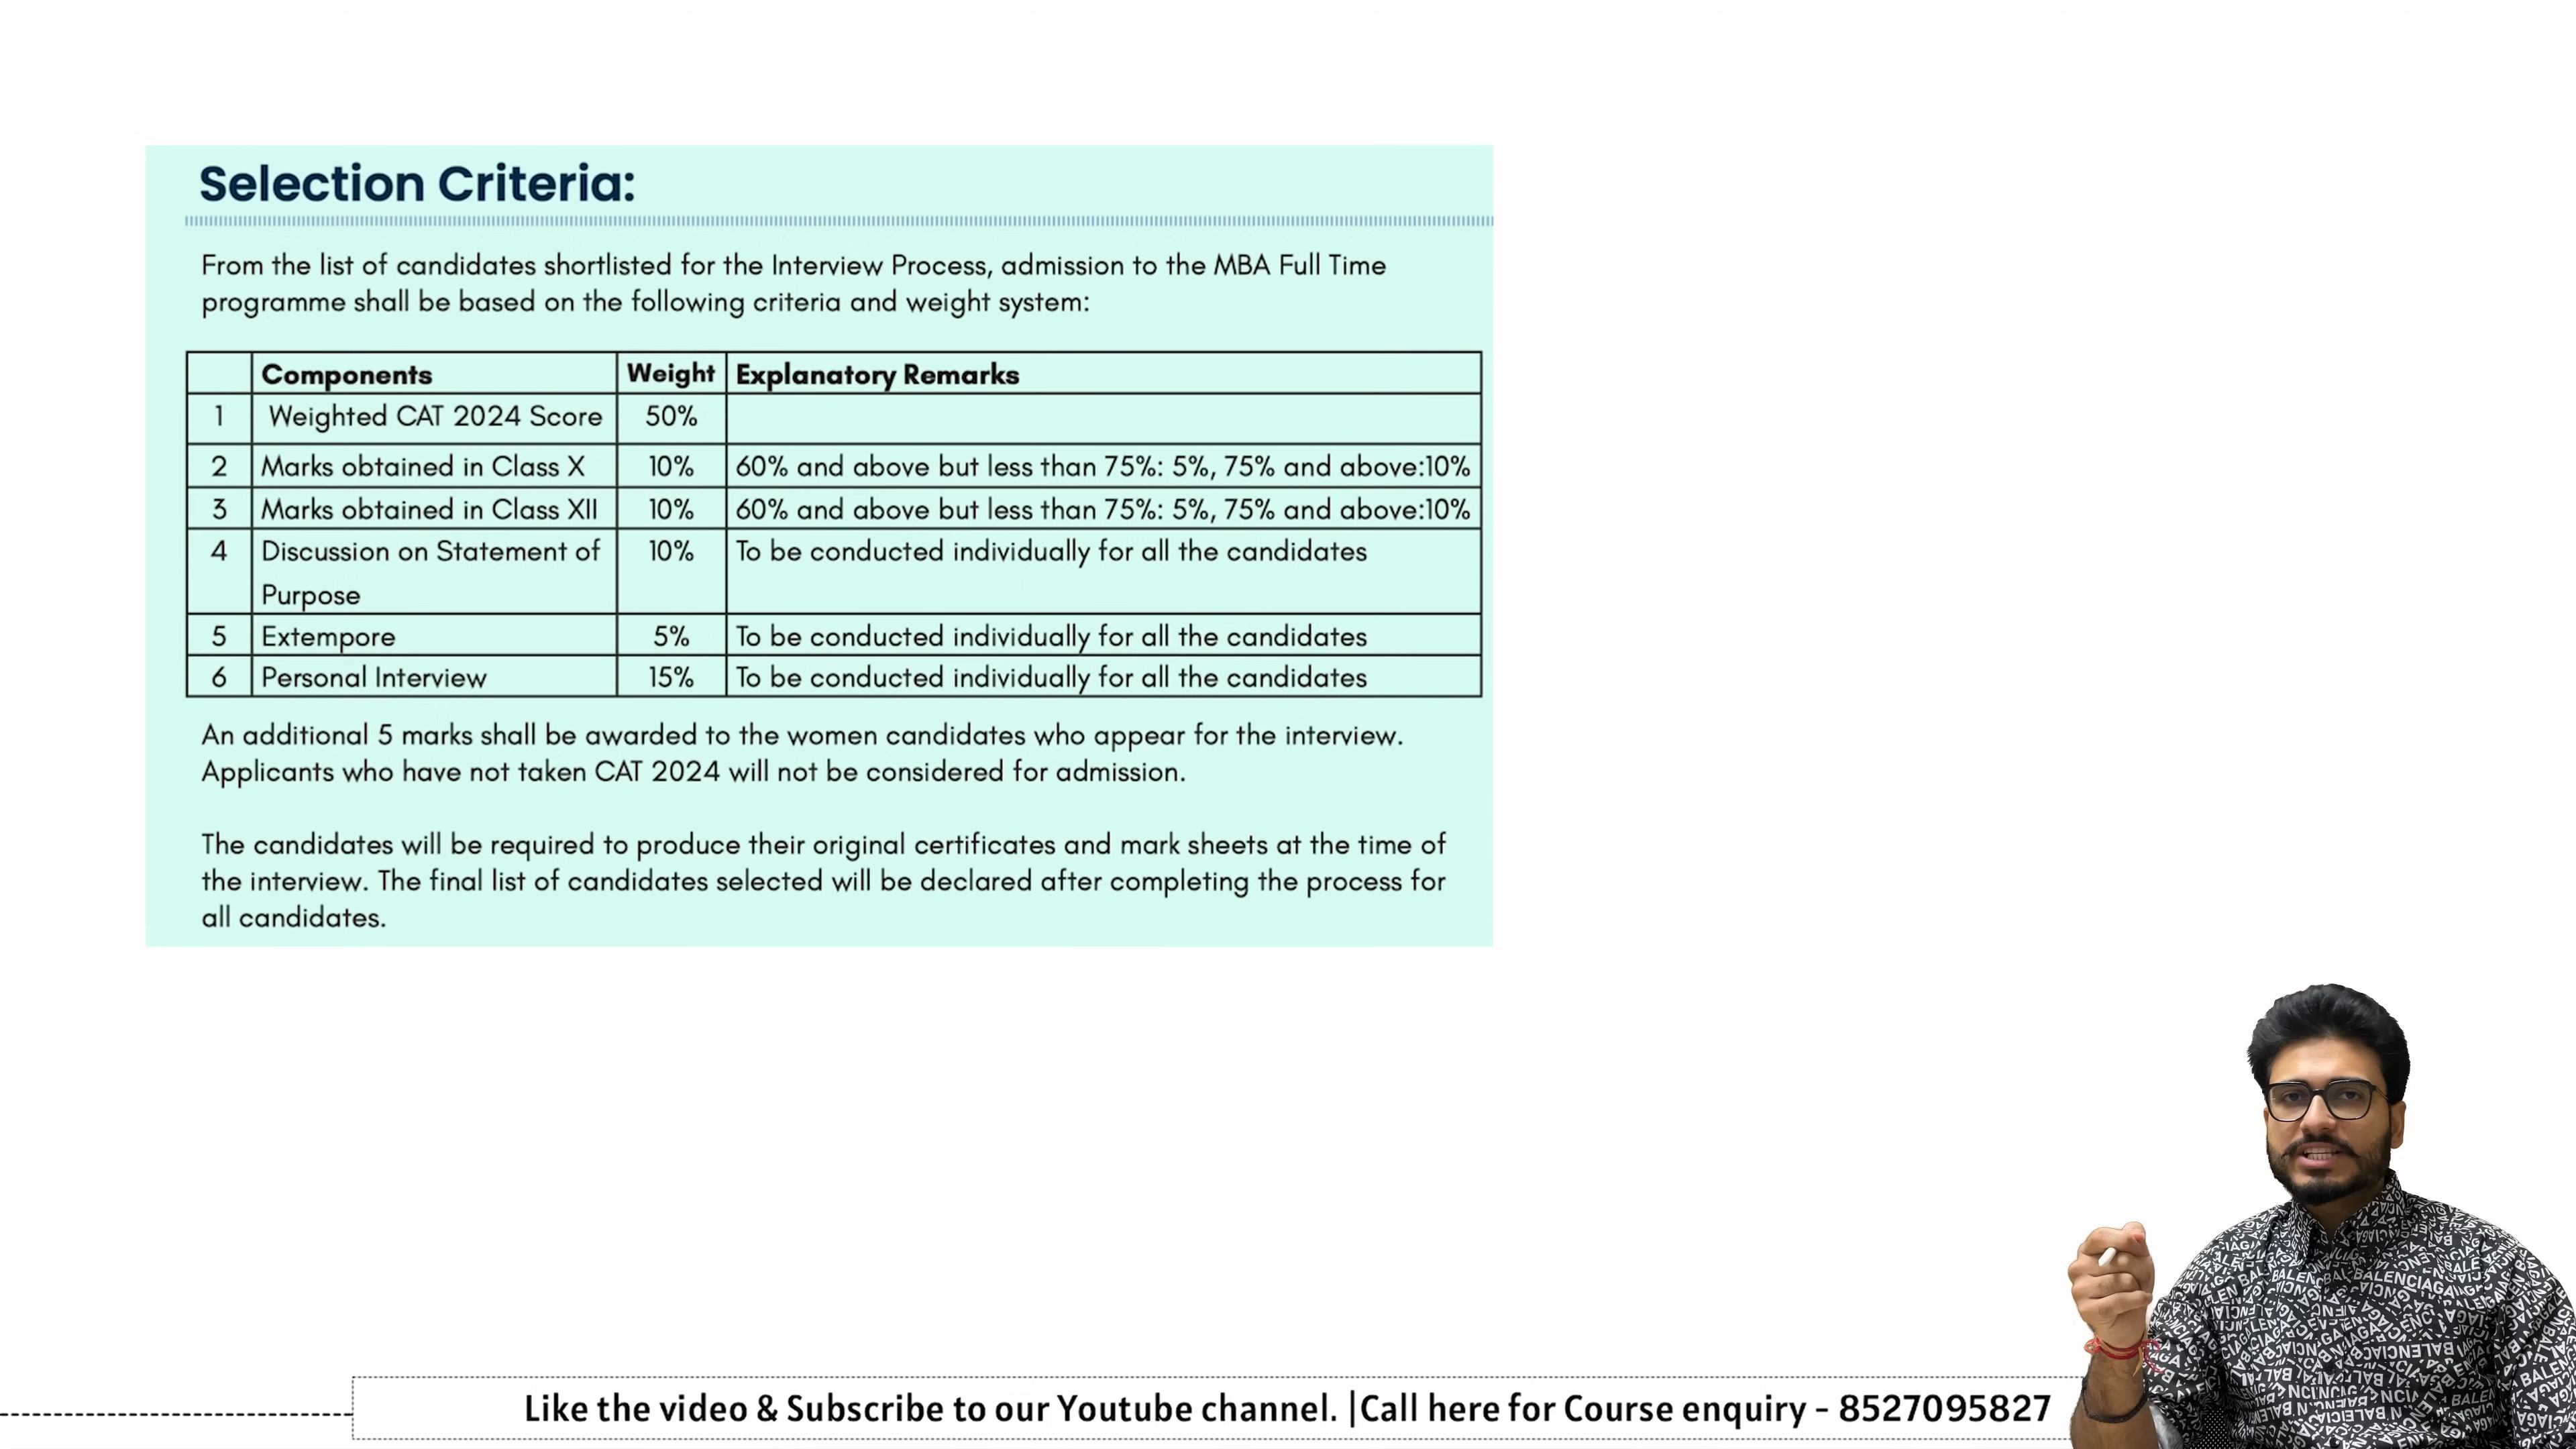 Selection Criteria:
From the list of candidates shortlisted for the Interview Process, admission to the MBA Full Time
programme shall be based on the following criteria and weight system:
Components Weight Explanatory Remarks
1 Weighted CAT 2024 Score 50%
2 Marks obtained in Class X 10% 60% and above but less than 75%: 5%, 75% and above:10%
3 Marks obtained in Class XII 10% 60% and above but less than 75%: 5%, 75% and above:10%
4 Discussion on Statement of 10% To be conducted individually for all the candidates
Purpose
5 Extempore 5% To be conducted individually for all the candidates
6 Personal Interview 15% To be conducted individually for all the candidates
An additional 5 marks shall be awarded to the women candidates who appear for the interview.
Applicants who have not taken CAT 2024 will not be considered for admission.
The candidates will be required to produce their original certificates and mark sheets at the time of
the interview. The final list of candidates selected will be declared after completing the process for
all candidates.
Like the video & Subscribe to our Youtube channel. |Call here for Course enquiry - 8527095827
BALENCIAGA